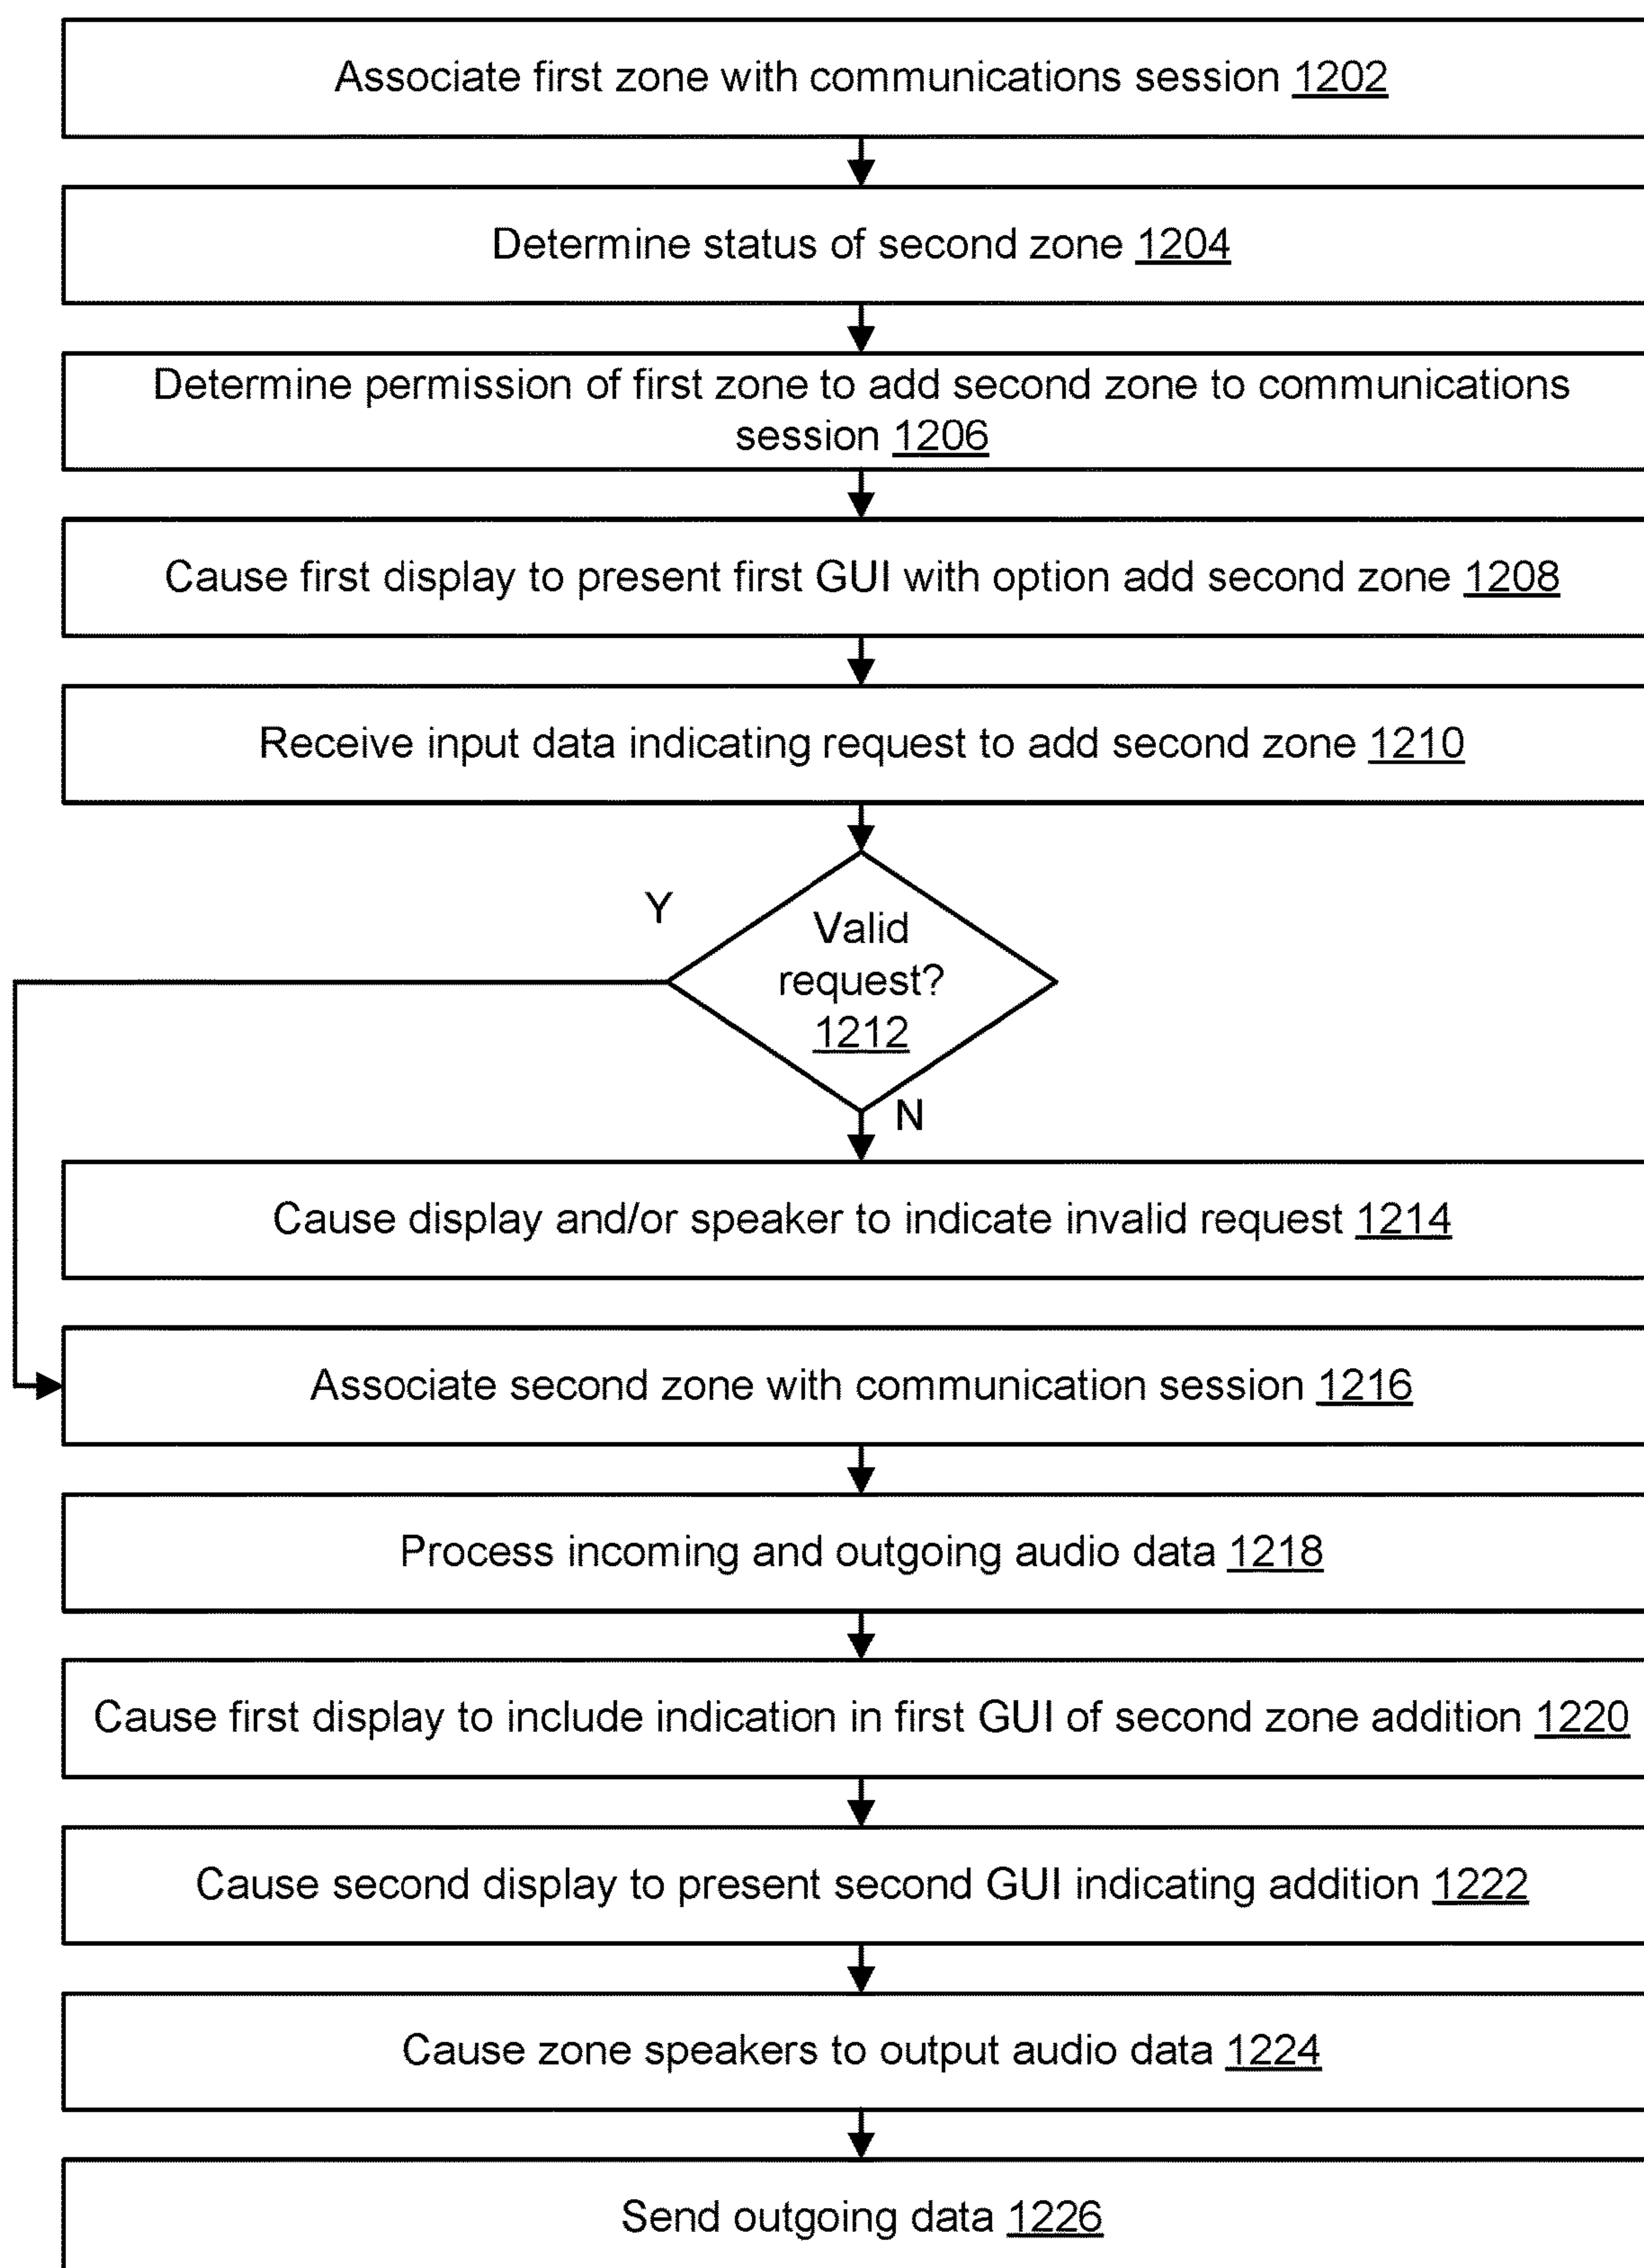 Associate first zone with communications session 1202
Determine status of second zone 1204
Determine permission of first zone to add second zone to communications
session 1206
Cause first display to present first GUI with option add second zone 1208
Receive input data indicating request to add second zone 1210
Y
Valid
request?
1212
N
Cause display and/or speaker to indicate invalid request 1214
Associate second zone with communication session 1216
Process incoming and outgoing audio data 1218
Cause first display to include indication in first GUI of second zone addition 1220
Cause second display to present second GUI indicating addition 1222
Cause zone speakers to output audio data 1224
Send outgoing data 1226